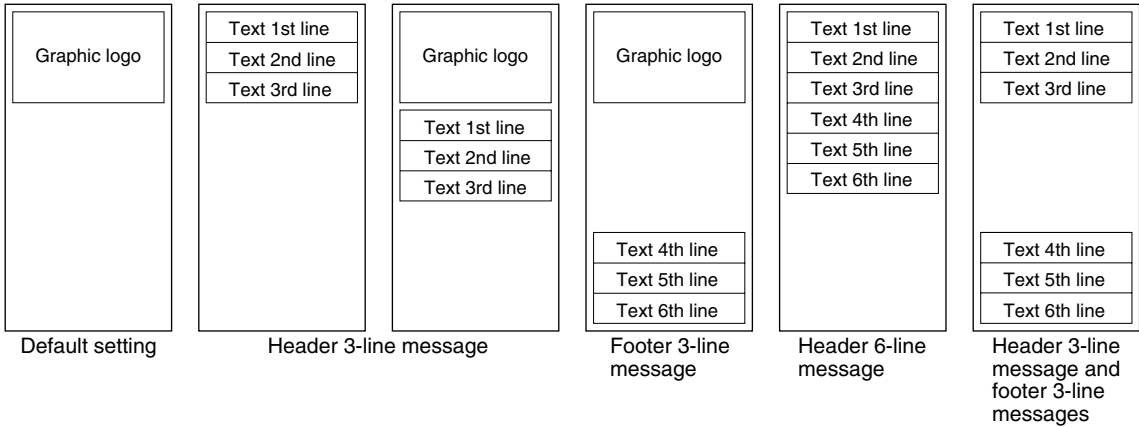 Graphic logo
Default setting
Text 1st line
Text 2nd line
Text 3rd line
Graphic logo
Text 1st line
Text 2nd line
Text 3rd line
Header 3-line message
Graphic logo
Text 4th line
Text 5th line
Text 6th line
Footer 3-line
message
Text 1st line
Text 2nd line
Text 3rd line
Text 4th line
Text 5th line
Text 6th line
Header 6-line
message
Text 1st line
Text 2nd line
Text 3rd line
Text 4th line
Text 5th line
Text 6th line
Header 3-line
message and
footer 3-line
messages